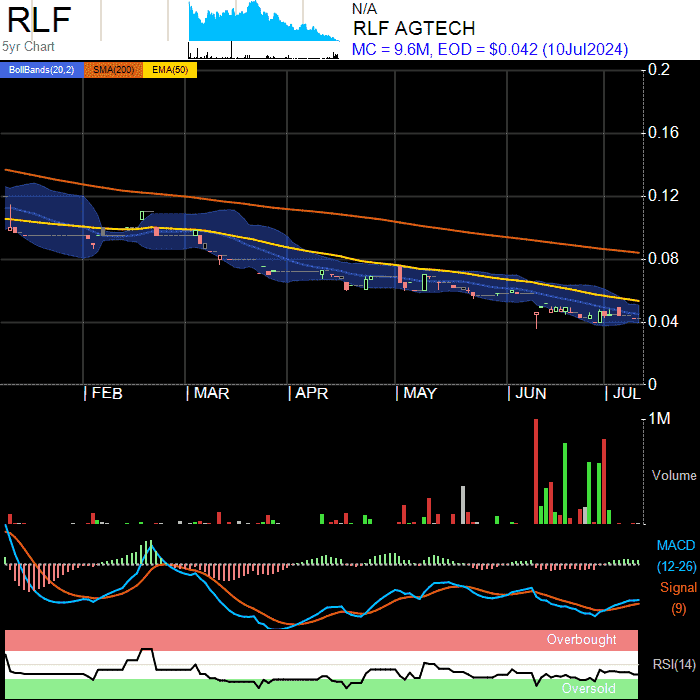 RLF
5yr Chart
N/A
RLF AGTECH
MC = 9.6M, EOD = $0.042 (10Jul2024)
BollBands(20,2) SMA(200) EMA(50)
0.2
0.16
0.12
0.08
0.04
0
FEB MAR APR MAY JUN JUL
1M
Volume
MACD
(12-26)
Signal
(9)
Overbought
RSI(14)
Oversold